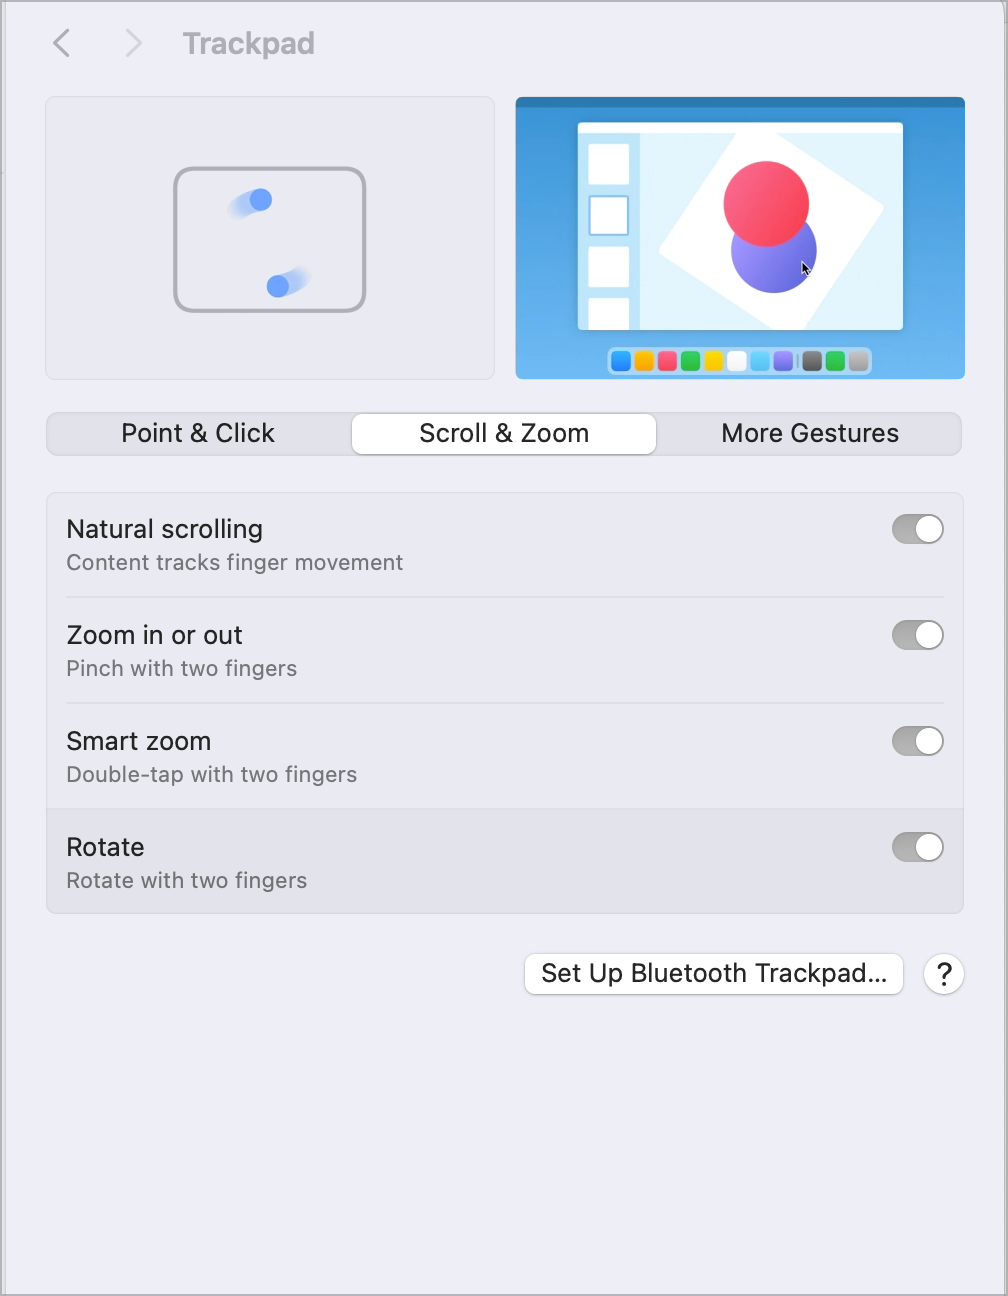 Trackpad
Point & Click
Scroll & Zoom
More Gestures
Natural scrolling
Content tracks finger movement
Zoom in or out
Pinch with two fingers
Smart zoom
Double-tap with two fingers
Rotate
Rotate with two fingers
Set Up Bluetooth Trackpad...
?